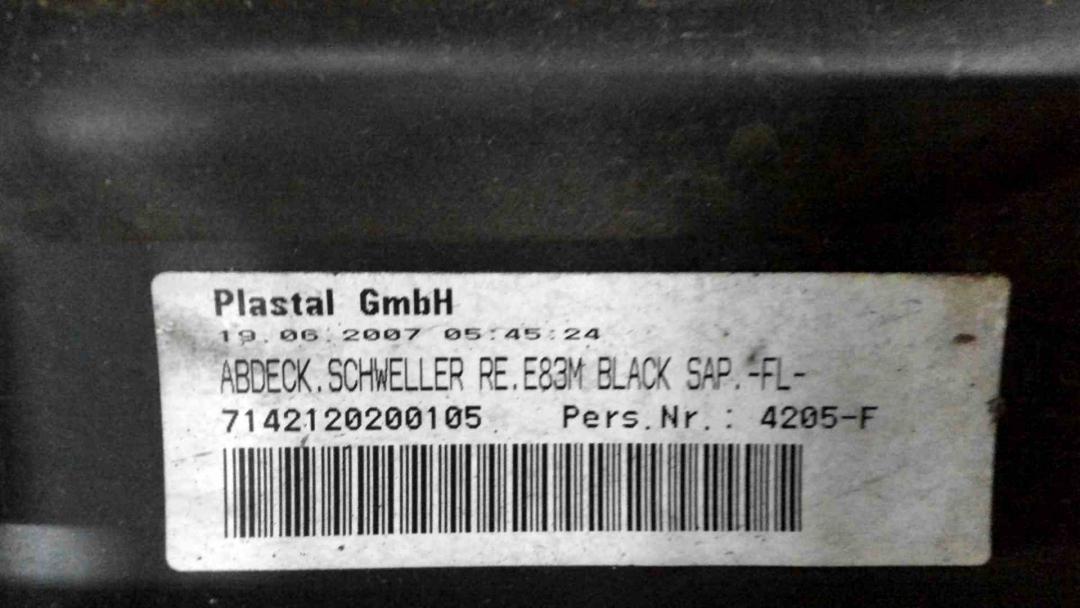 Plastal GmbH
19.06.2007 05:45:24
ABDECK.SCHWELLER RE.E83M BLACK SAP.-FL-
7142120200105 Pers.Nr.: 4205-F